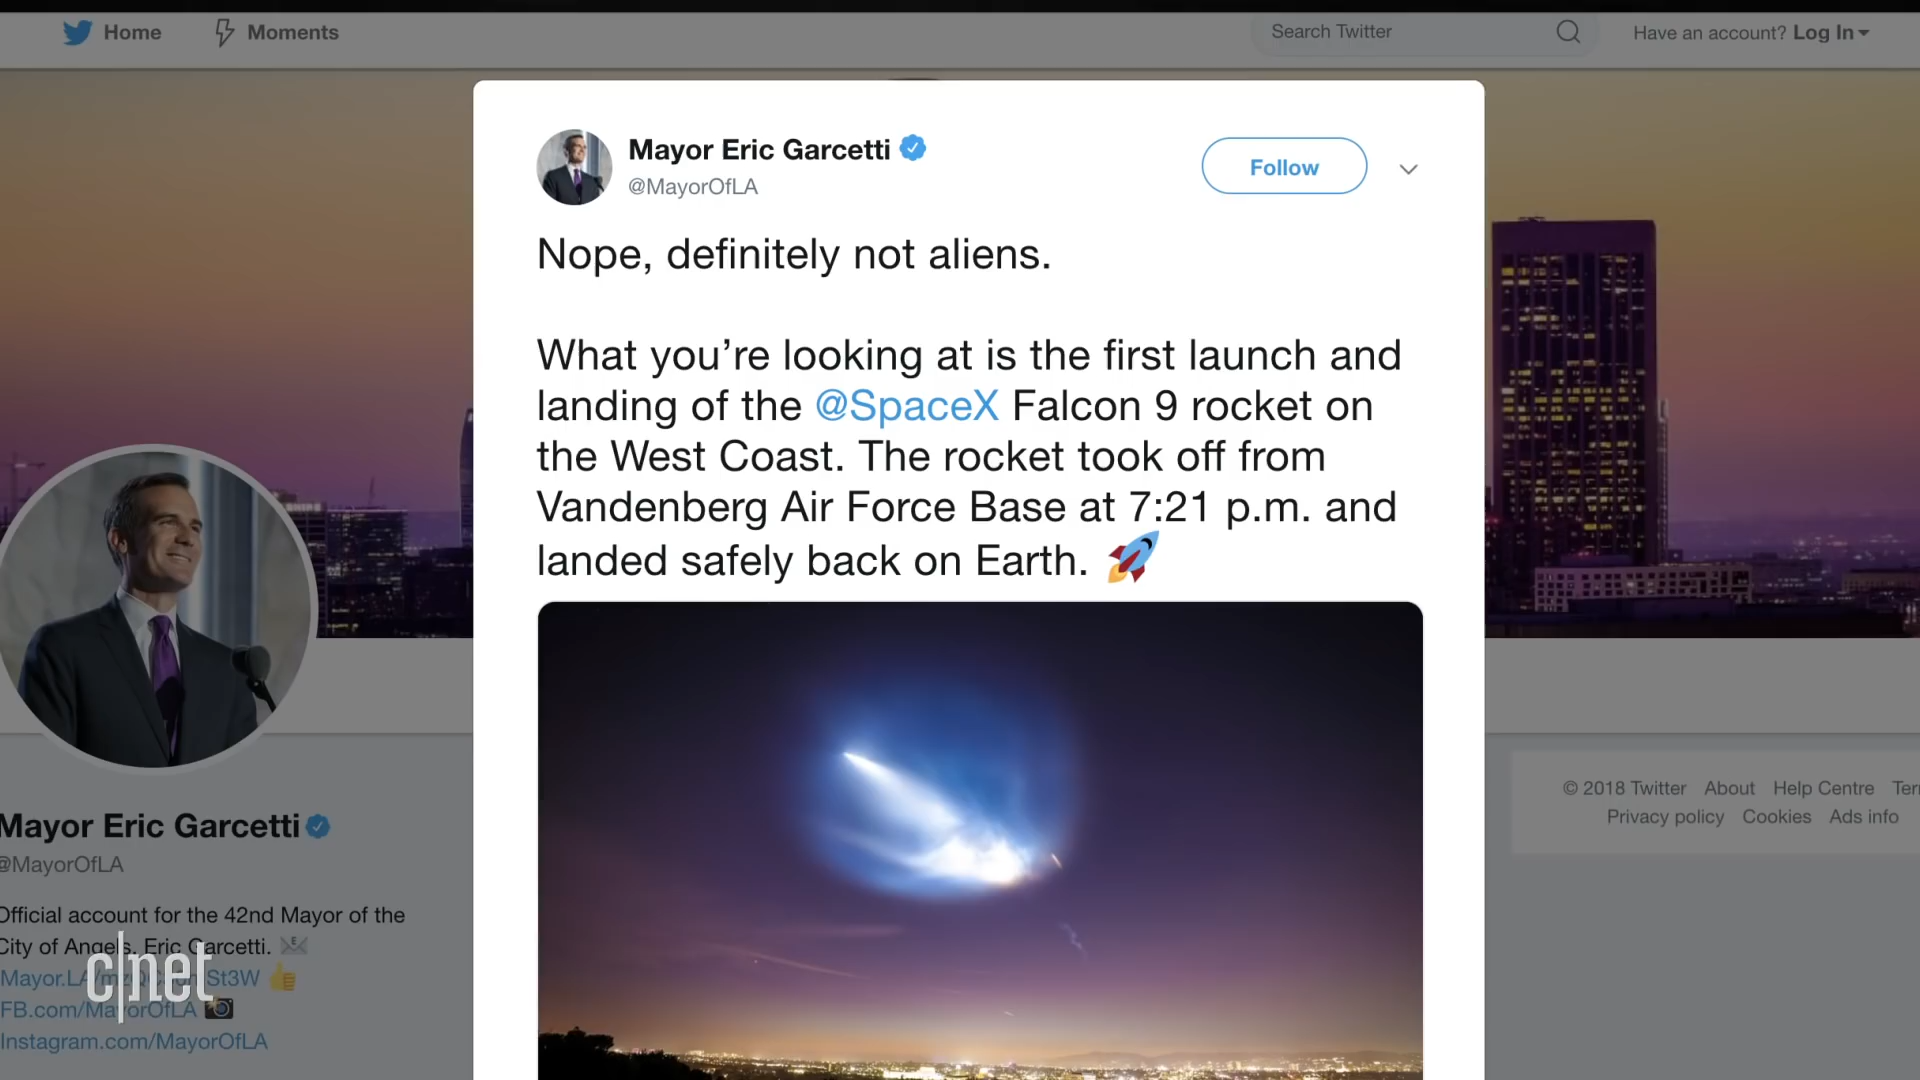 Home Moments Search Twitter Have an account? Log In
Mayor Eric Garcetti
@MayorOfLA
Follow
Nope, definitely not aliens.
What you’re looking at is the first launch and
landing of the @SpaceX Falcon 9 rocket on
the West Coast. The rocket took off from
Vandenberg Air Force Base at 7:21 p.m. and
landed safely back on Earth.
Mayor Eric Garcetti
@MayorOfLA
Official account for the 42nd Mayor of the
City of Angels, Eric Garcetti.
FB.com/MayorOfLA
Instagram.com/MayorOfLA
c|net
© 2018 Twitter About Help Centre
Privacy policy Cookies Ads info